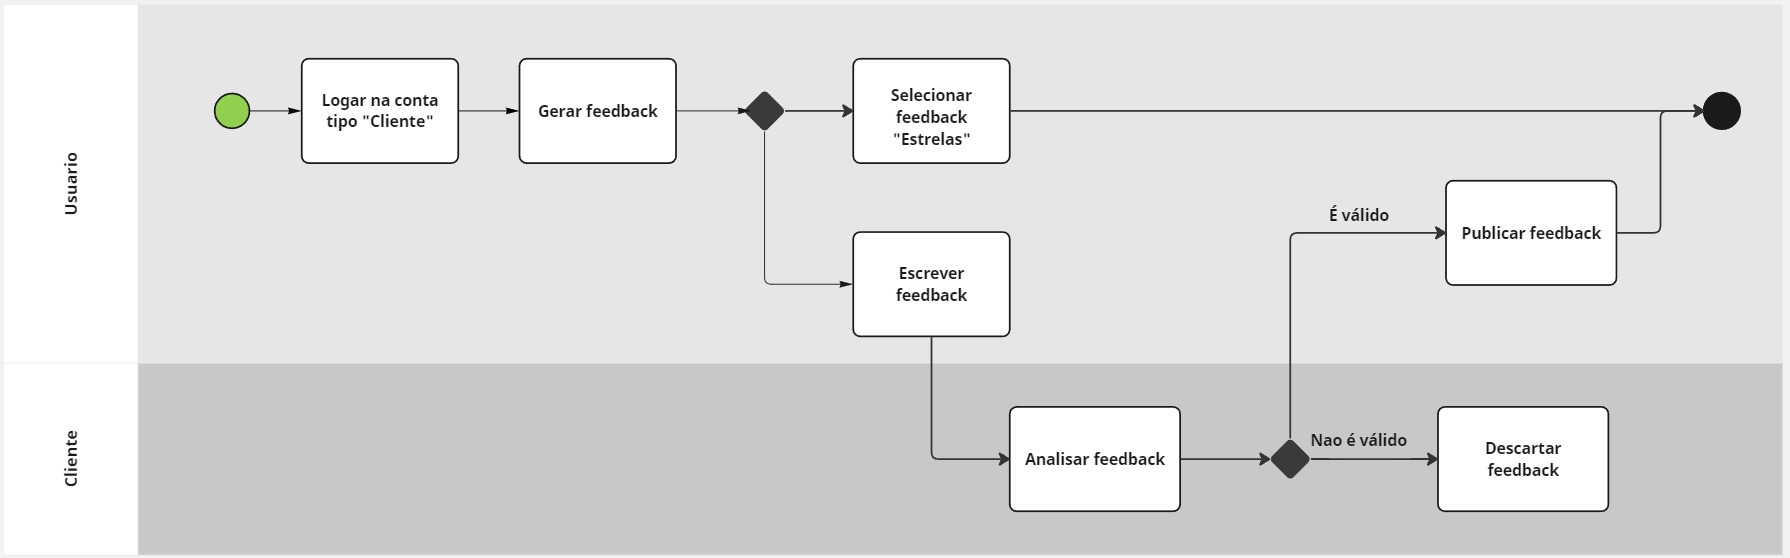 Usuario
Logar na conta
tipo "Cliente"
Gerar feedback
Selecionar
feedback
"Estrelas"
Escrever
feedback
É válido
Publicar feedback
Cliente
Analisar feedback
Nao é válido
Descartar
feedback